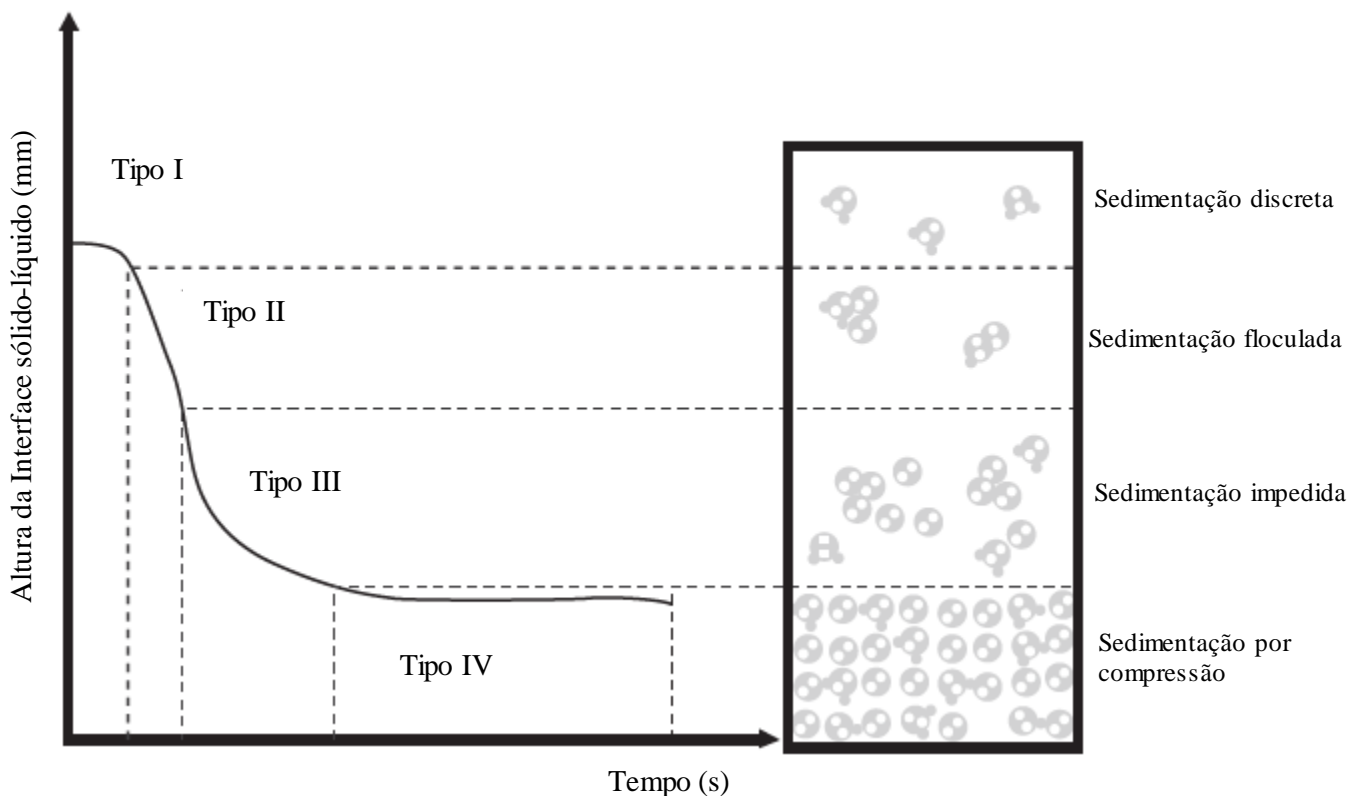 Altura da Interface sólido-líquido (mm)
Tipo I
Tipo II
Tipo III
Tipo IV
Tempo (s)
Sedimentação discreta
Sedimentação floculada
Sedimentação impedida
Sedimentação por
compressão